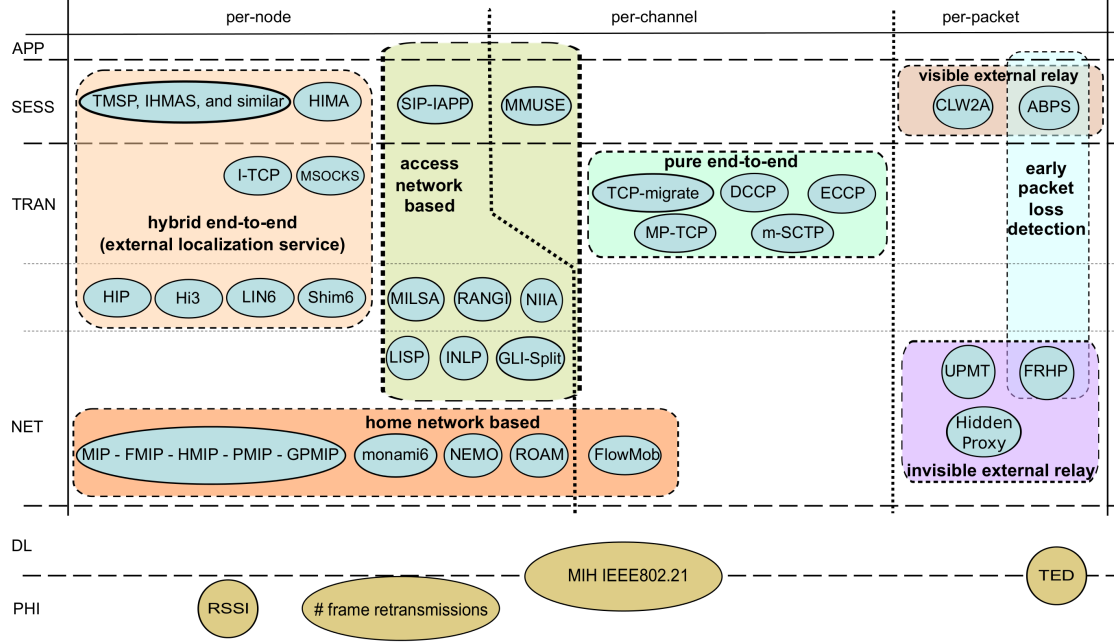 per-node
per-channel
per-packet
APP
SESS
TMSP, IHMAS, and similar
HIMA
SIP-IAPP
MMUSE
visible external relay
CLW2A
ABPS
TRAN
I-TCP
MSOCKS
hybrid end-to-end
(external localization service)
access
network
based
pure end-to-end
TCP-migrate
DCCP
ECCP
MP-TCP
m-SCTP
early
packet
loss
detection
HIP
Hi3
LIN6
Shim6
MILSA
RANGI
NIIA
LISP
INLP
GLI-Split
UPMT
FRHP
NET
home network based
MIP - FMIP - HMIP - PMIP - GPMIP
monami6
NEMO
ROAM
FlowMob
Hidden
Proxy
invisible external relay
DL
MIH IEEE802.21
TED
PHI
RSSI
# frame retransmissions